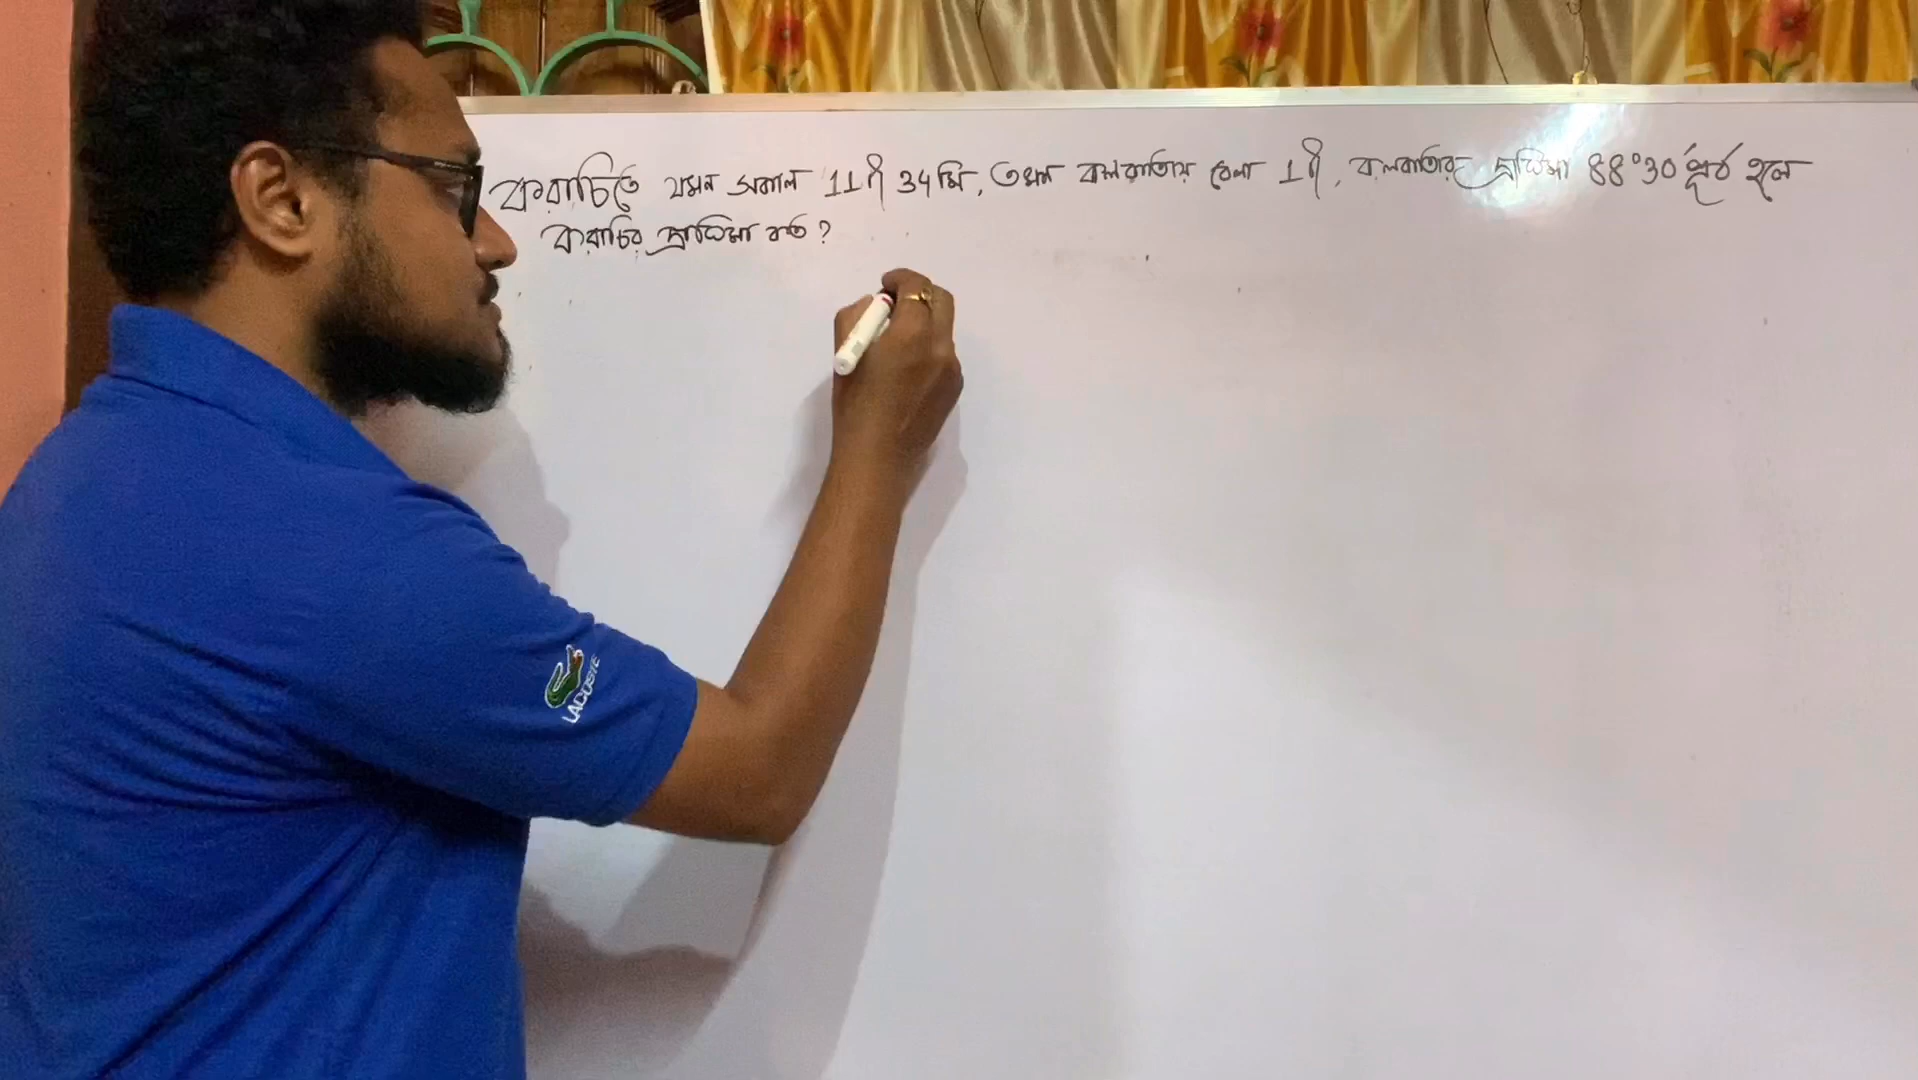 করাচিতে যখন সকাল 11টা 34মি, তখন কলকাতায় বেলা 1টা, কলকাতার দ্রাঘিমা 88°30 পূর্ব হলে
করাচির দ্রাঘিমা কত?
LACOSTE